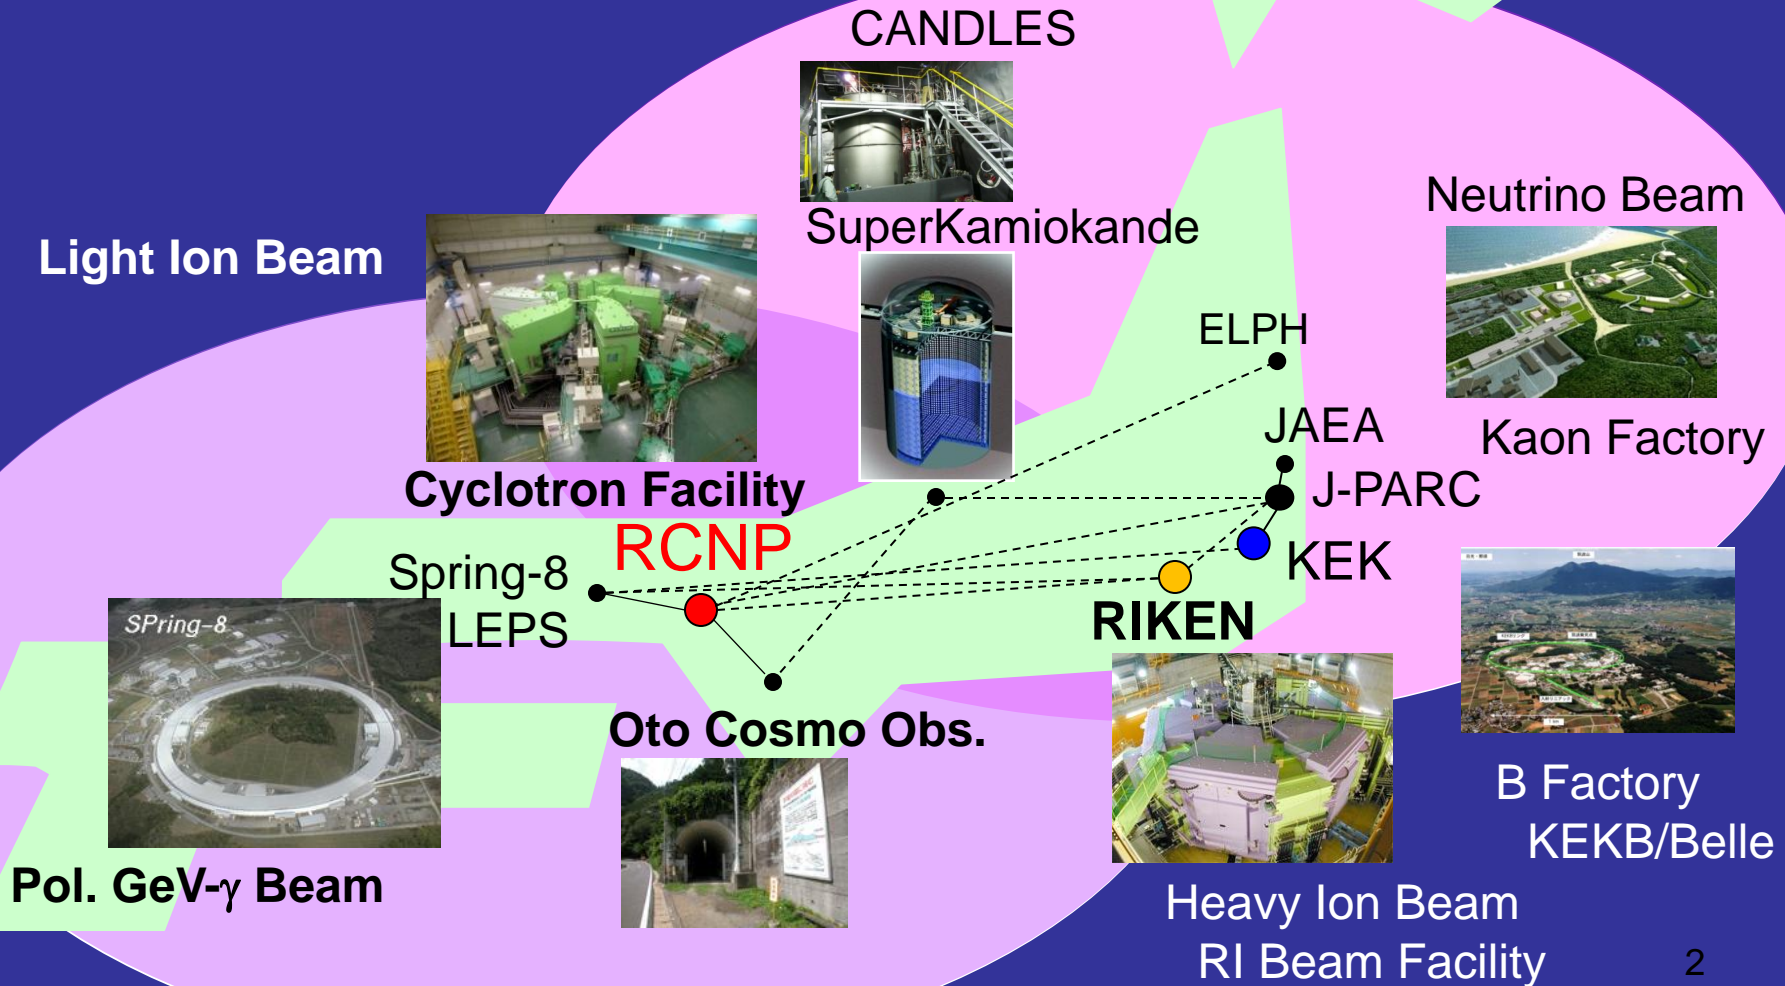 CANDLES
SuperKamiokande
Neutrino Beam
Light Ion Beam
ELPH
JAEA
Kaon Factory
Cyclotron Facility
J-PARC
RCNP
Spring-8
LEPS
KEK
RIKEN
SPring-8
Oto Cosmo Obs.
B Factory
KEKB/Belle
Pol. GeV-γ Beam
Heavy Ion Beam
RI Beam Facility
2